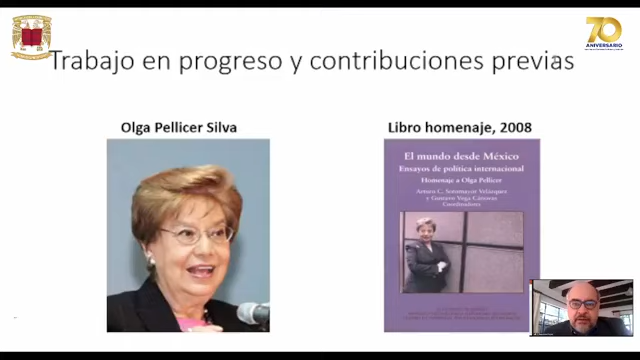 70
ANIVERSARIO
Trabajo en progreso y contribuciones previas
Olga Pellicer Silva
Libro homenaje, 2008
El mundo desde México
Ensayos de política internacional
Homenaje a Olga Pellicer
Arturo C. Sotomayor Velázquez
y Gustavo Vega Cánovas
Coordinadores